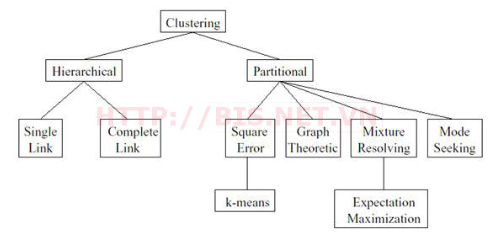 Clustering
Hierarchical
Partitional
HTTP://BIS.NET.VN
Single
Link
Complete
Link
Square
Error
Graph
Theoretic
Mixture
Resolving
Mode
Seeking
k-means
Expectation
Maximization